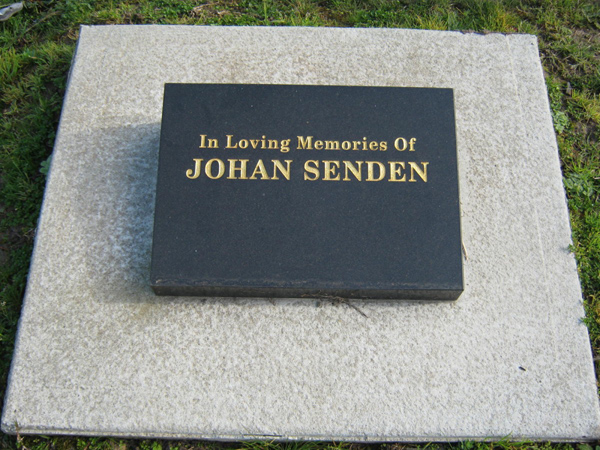 In Loving Memories Of
JOHAN SENDEN